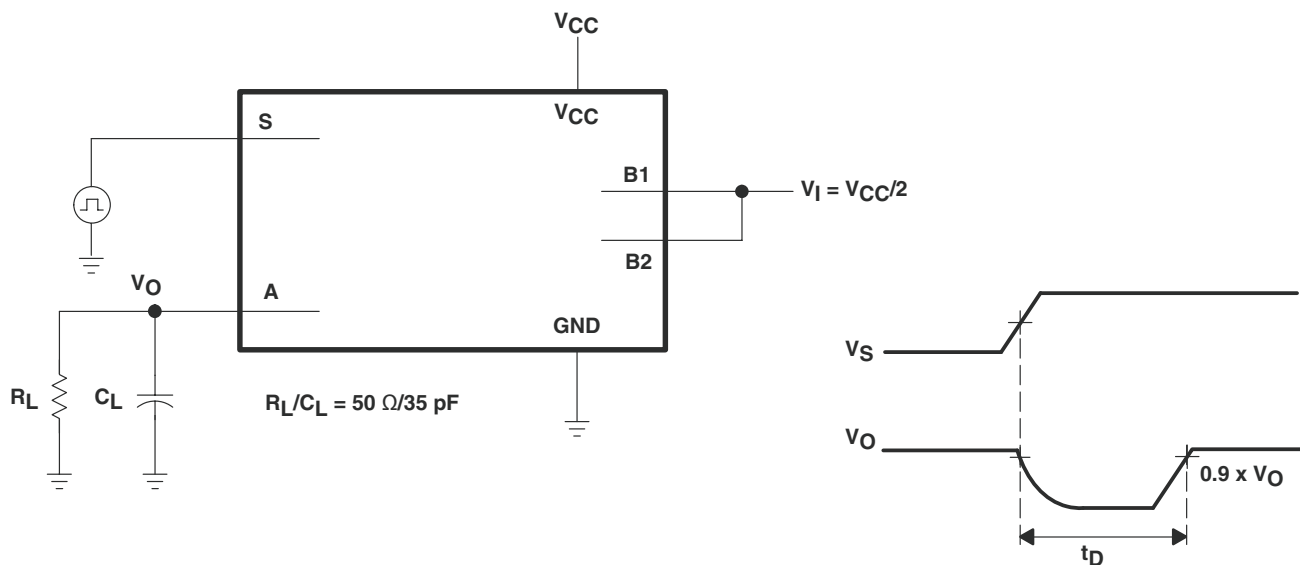 VCC
S
VCC
B1
VI = VCC/2
B2
VO
A
GND
RL
CL
RL/CL = 50 Ω/35 pF
VS
VO
0.9 x VO
tD